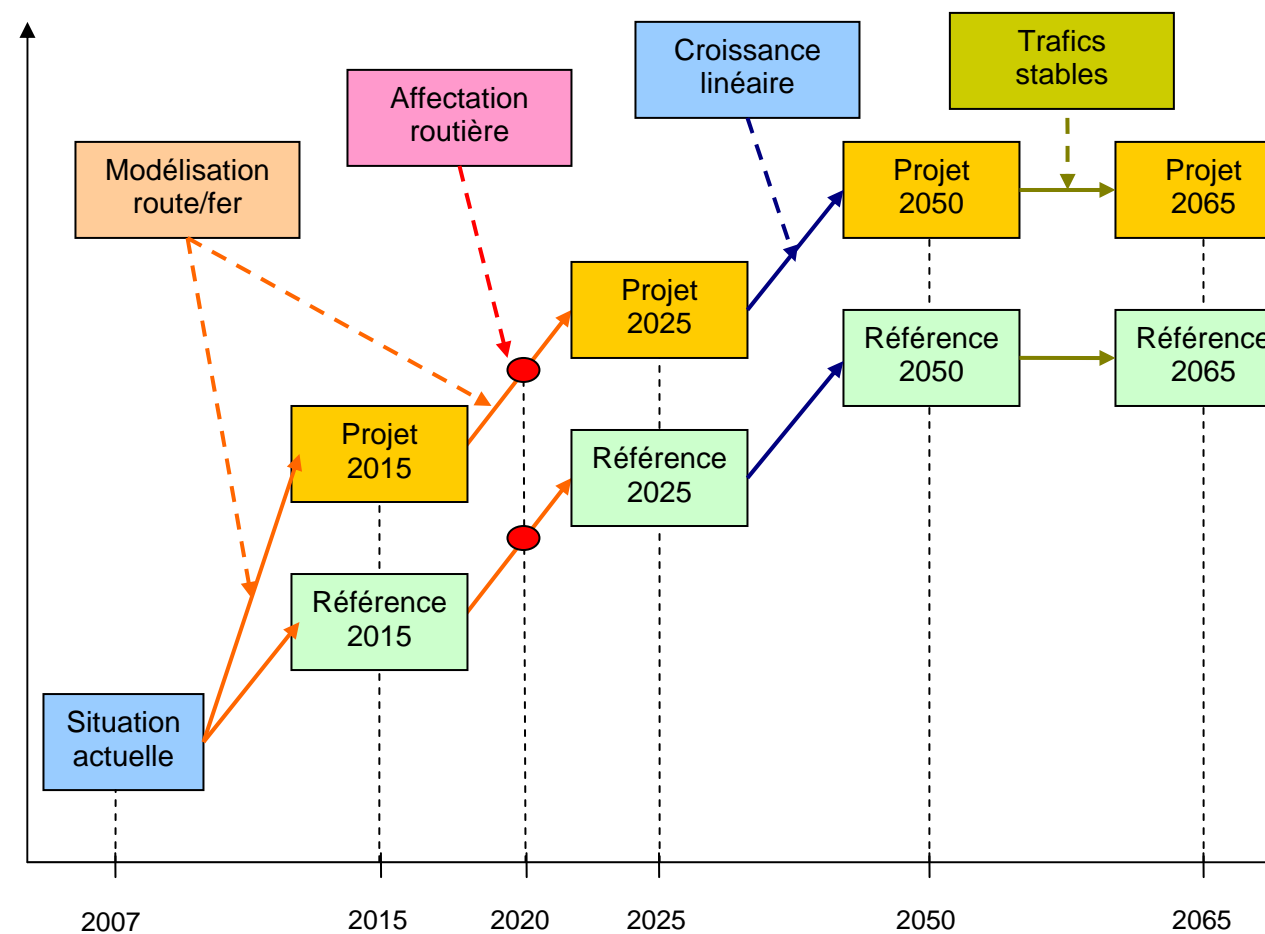 Croissance
linéaire
Trafics
stables
Affectation
routière
Modélisation
route/fer
Projet
2050
Projet
2065
Projet
2025
Référence
2050
Référence
2065
Projet
2015
Référence
2025
Référence
2015
Situation
actuelle
2007
2015
2020
2025
2050
2065